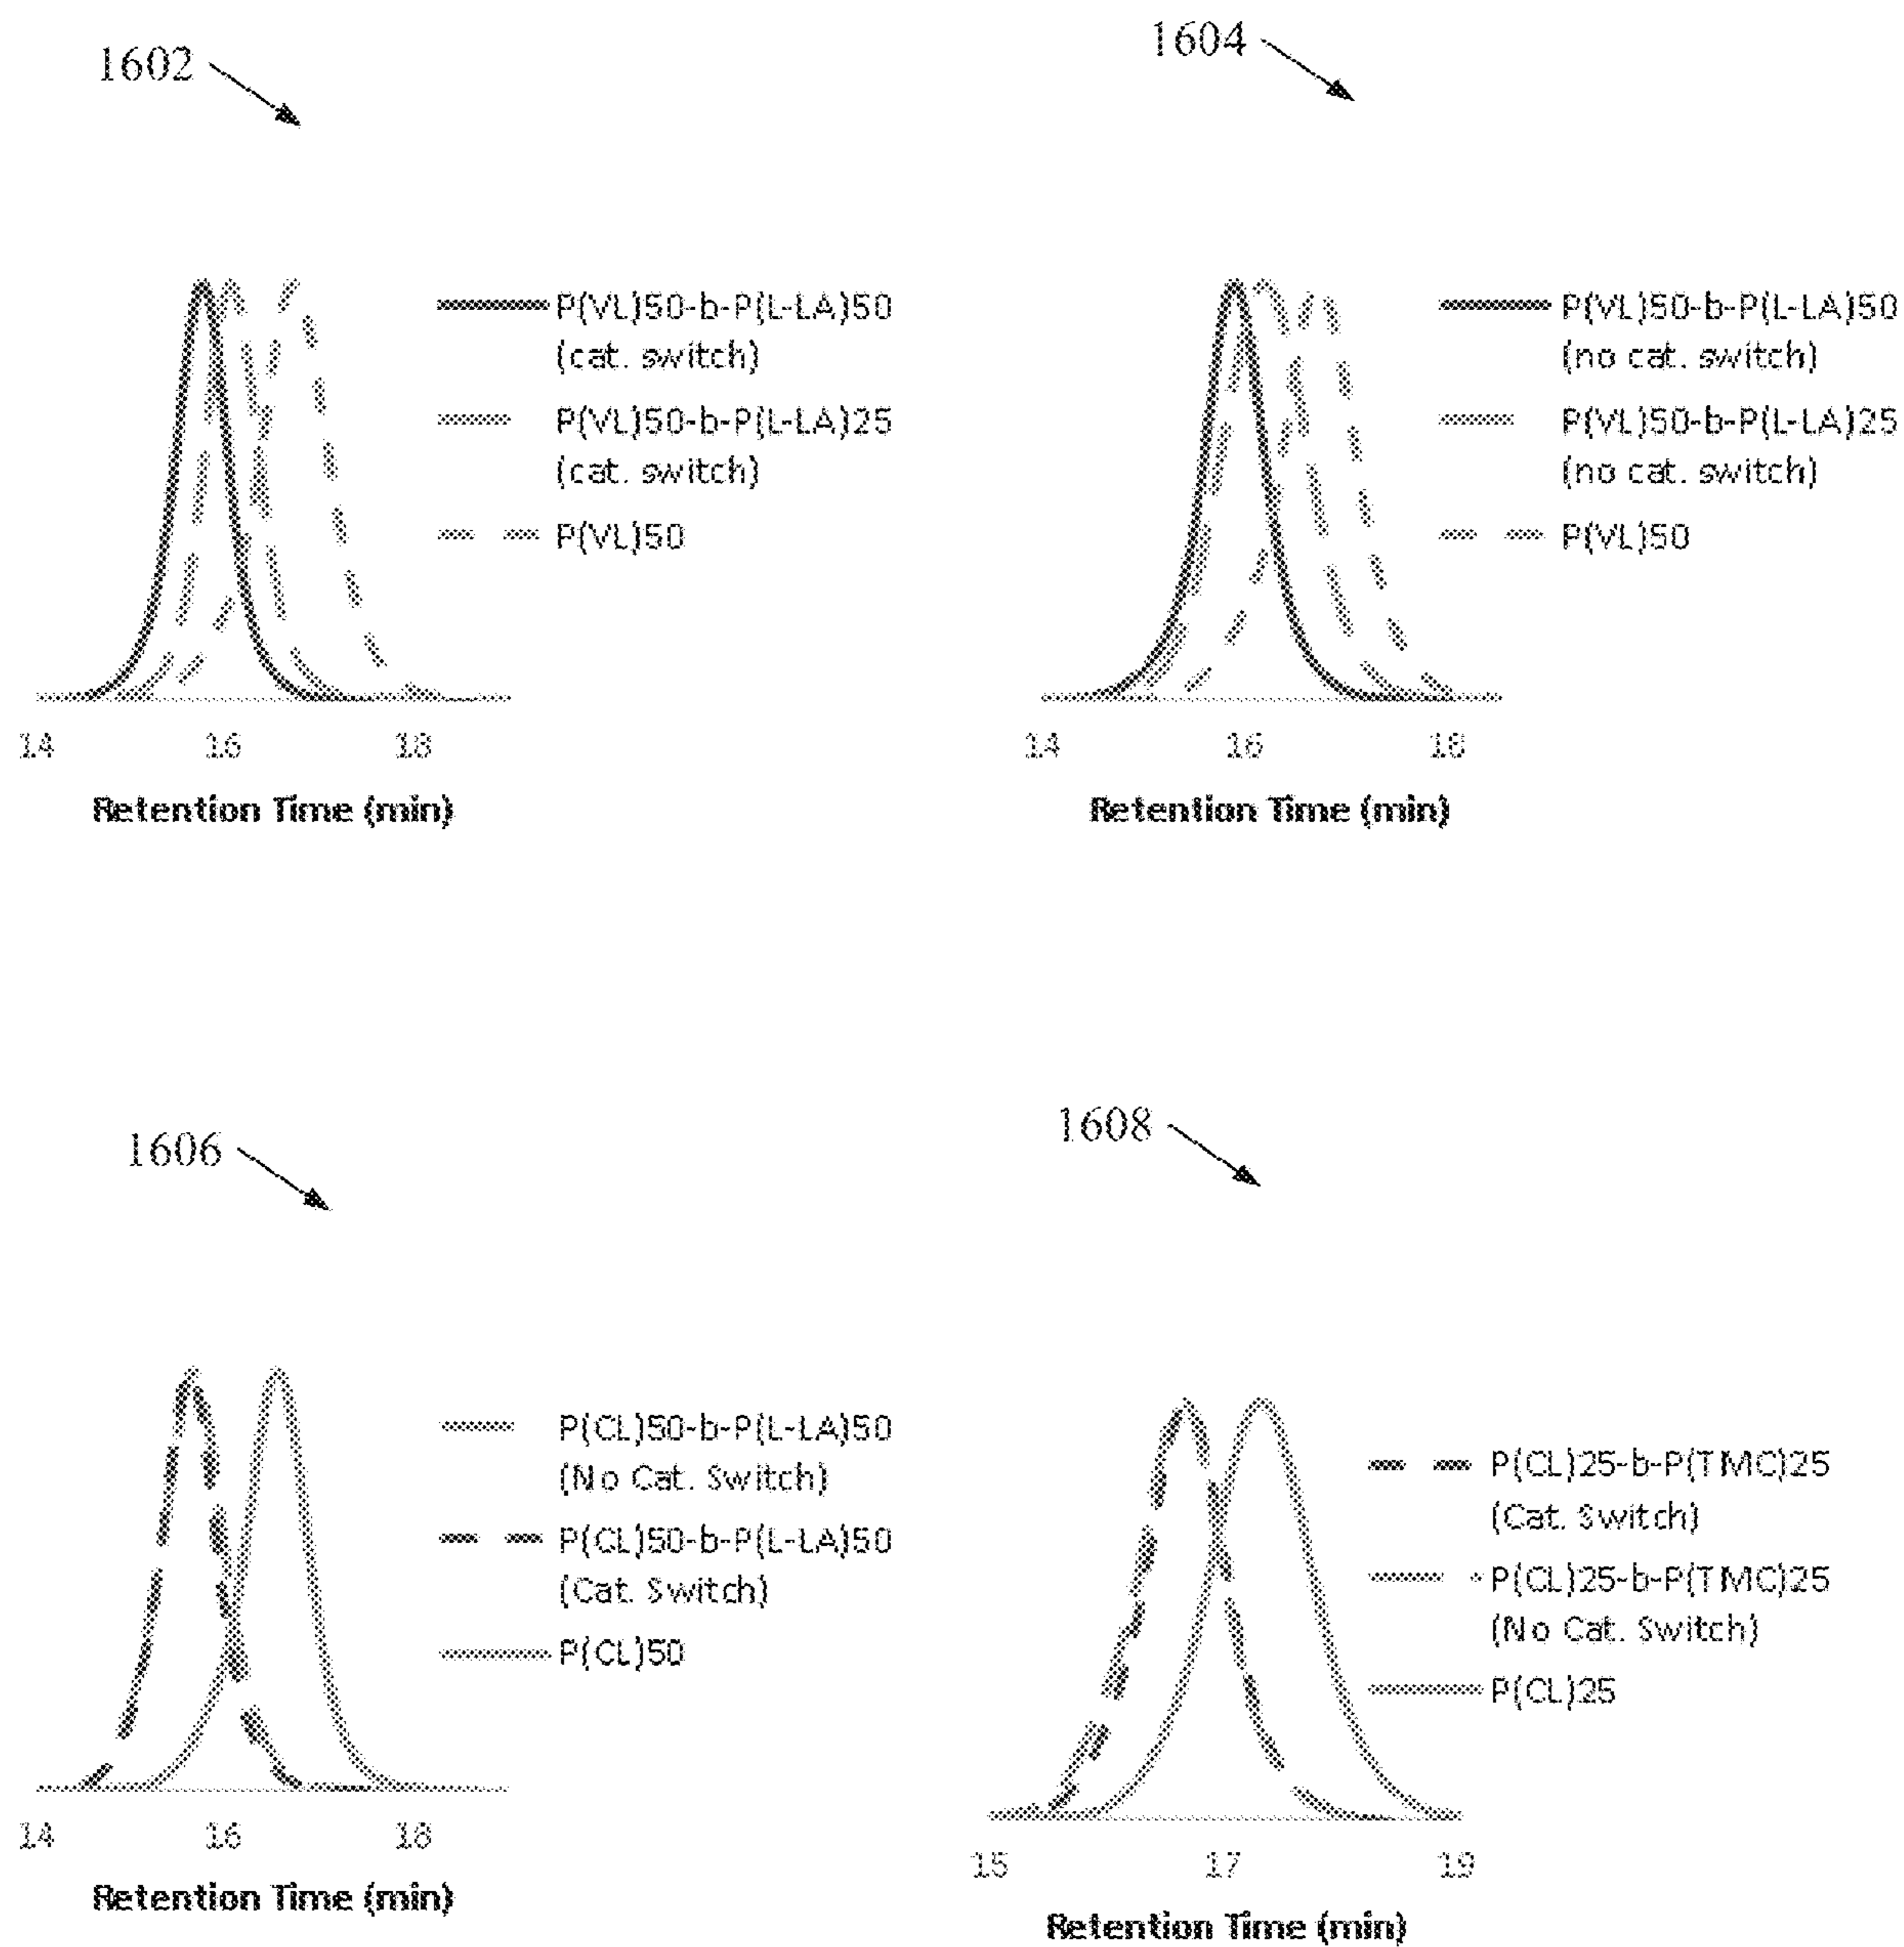 1602
P(VL)50-b-P(L-LA)50
(cat. switch)
P(VL)50-b-P(L-LA)25
(cat. switch)
P(VL)50
14 16 18
Retention Time (min)
1604
P(VL)50-b-P(L-LA)50
(no cat. switch)
P(VL)50-b-P(L-LA)25
(no cat. switch)
P(VL)50
14 16 18
Retention Time (min)
1606
P(CL)50-b-P(L-LA)50
(No Cat. Switch)
P(CL)50-b-P(L-LA)50
(Cat. Switch)
P(CL)50
14 16 18
Retention Time (min)
1608
P(CL)25-b-P(TMC)25
(Cat. Switch)
P(CL)25-b-P(TMC)25
(No Cat. Switch)
P(CL)25
15 17 19
Retention Time (min)